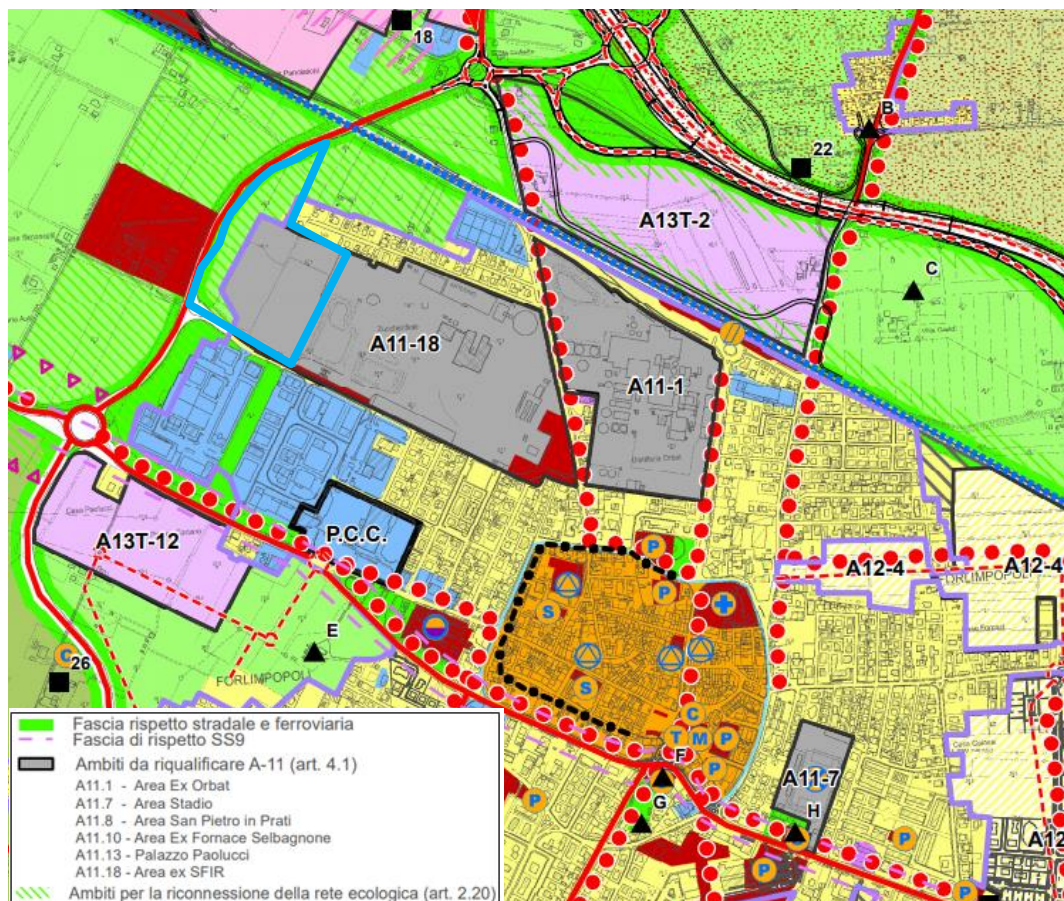 18
B
22
A13T-2
C
A11-18
A11-1
P.C.C.
A13T-12
A12-4
A12-4
FORLIMPOPOLI
P
P
S
E
26
C
FORLIMPOPOLI
S
C
T M P
F
P
G
A11-7
H
P
P
P
P
A12
Fascia rispetto stradale e ferroviaria
Fascia di rispetto SS9
Ambiti da riqualificare A-11 (art. 4.1)
A11.1 - Area Ex Orbat
A11.7 - Area Stadio
A11.8 - Area San Pietro in Prati
A11.10 - Area Ex Fornace Selbagnone
A11.13 - Palazzo Paolucci
A11.18 - Area ex SFIR
Ambiti per la riconnessione della rete ecologica (art. 2.20)